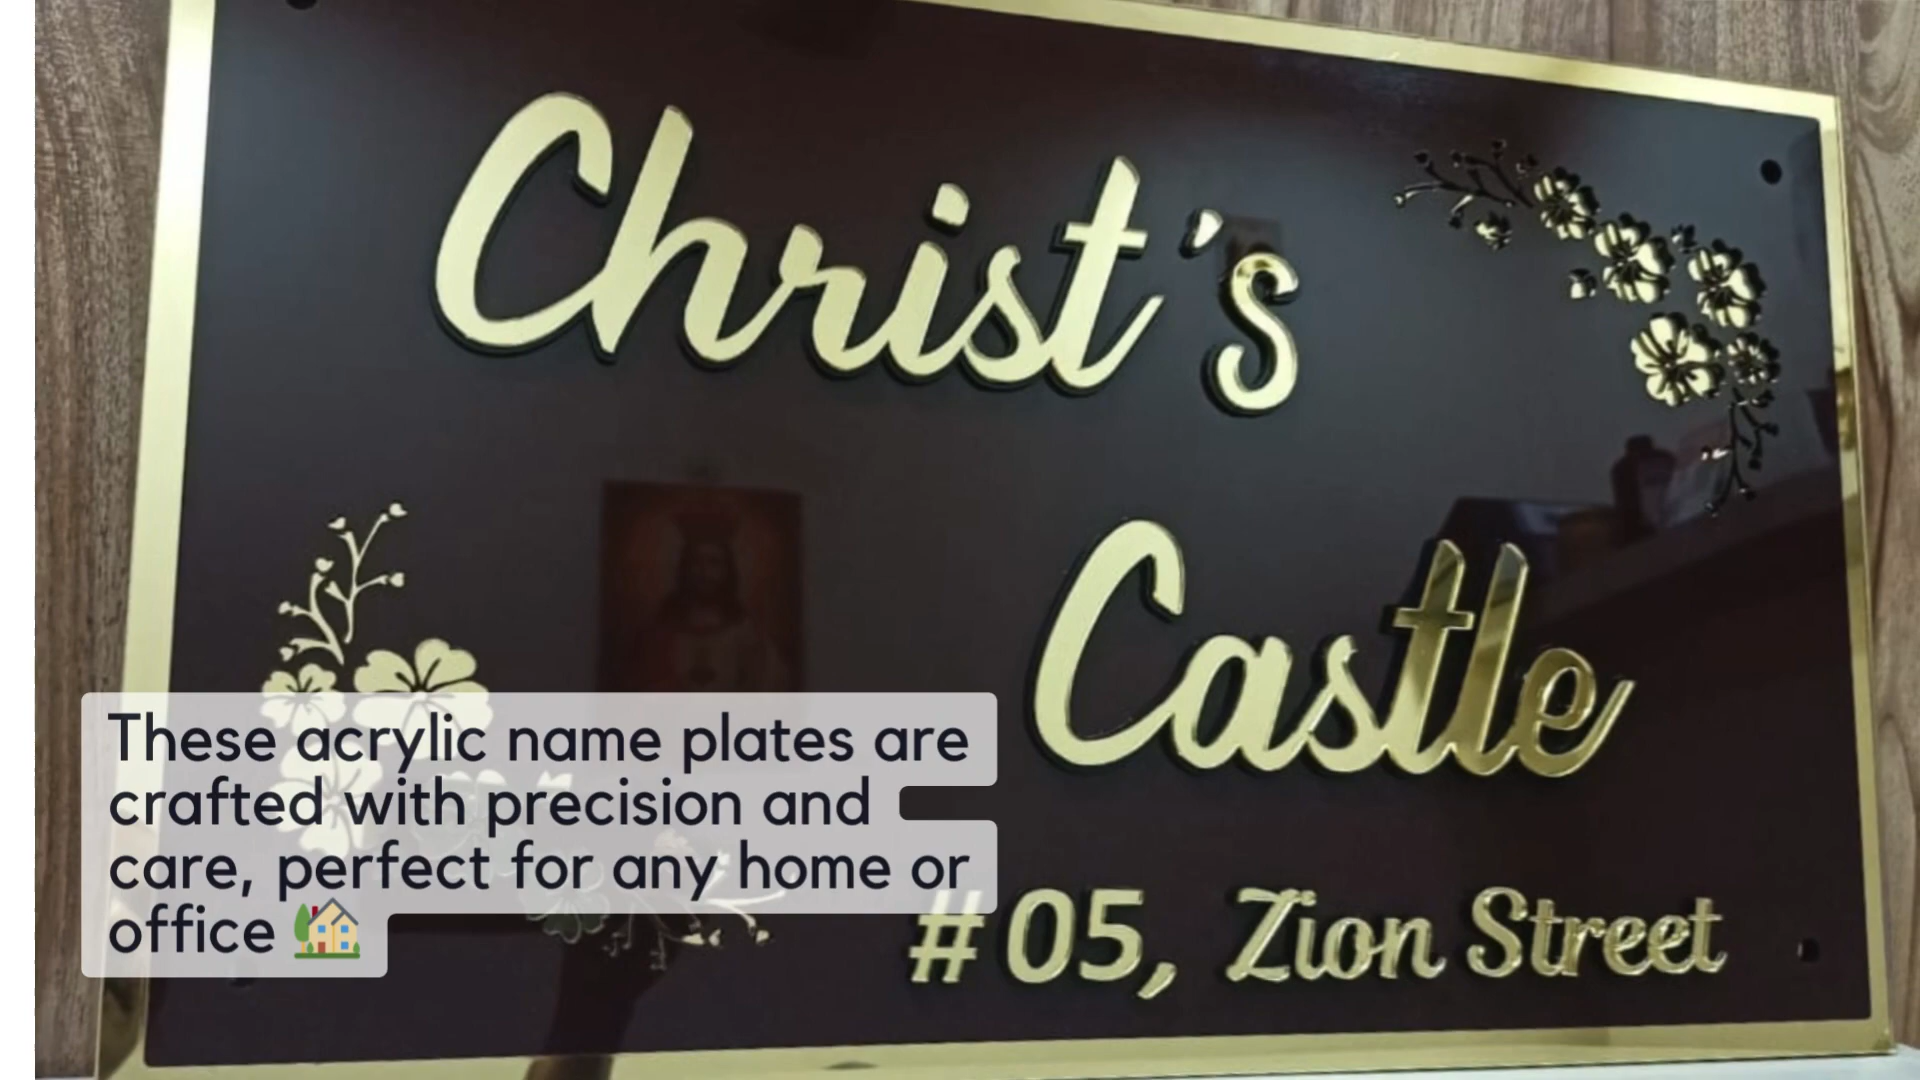 Christ's
Castle
These acrylic name plates are
crafted with precision and
care, perfect for any home or
office 🏡
#05, Zion Street